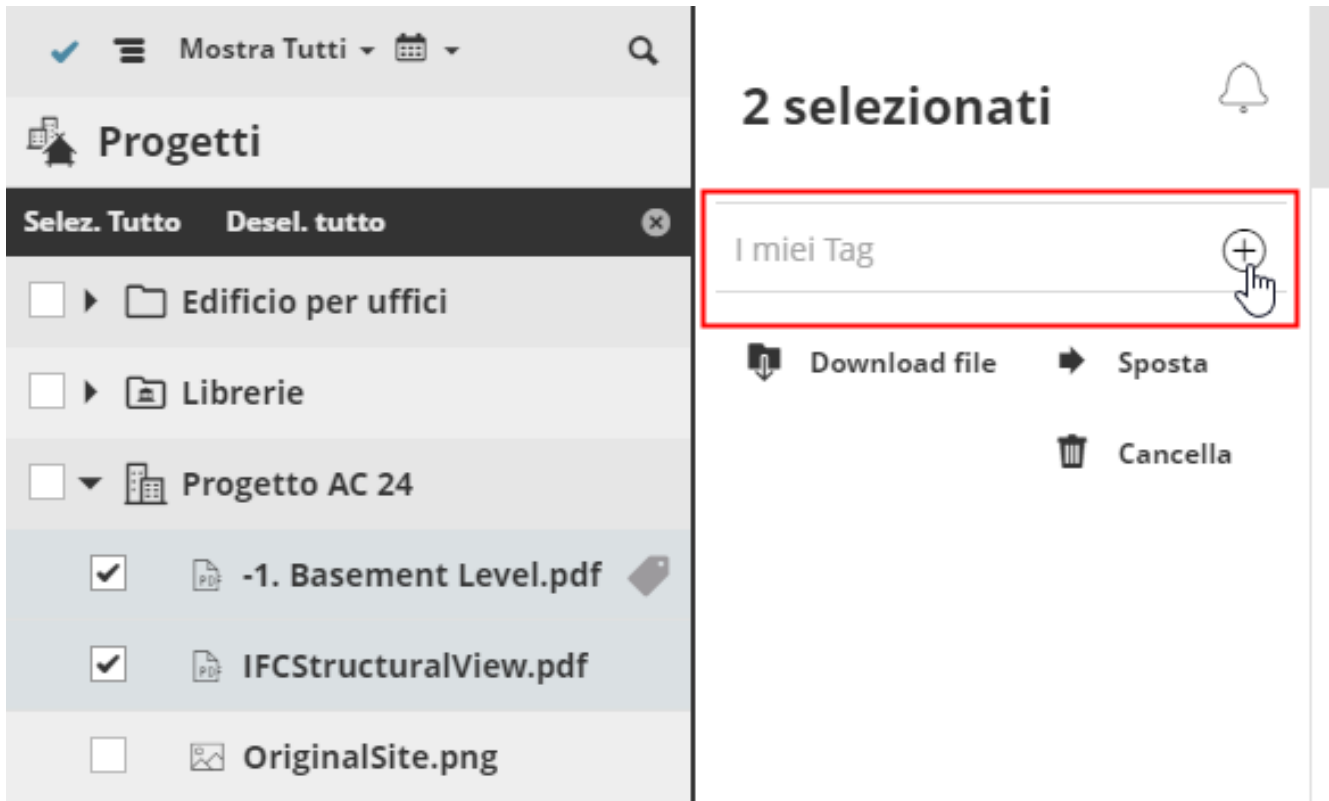 Mostra Tutti
Progetti
Selez. Tutto Desel. tutto
Edificio per uffici
Librerie
Progetto AC 24
-1. Basement Level.pdf
IFCStructuralView.pdf
OriginalSite.png
2 selezionati
I miei Tag
Download file Sposta
Cancella